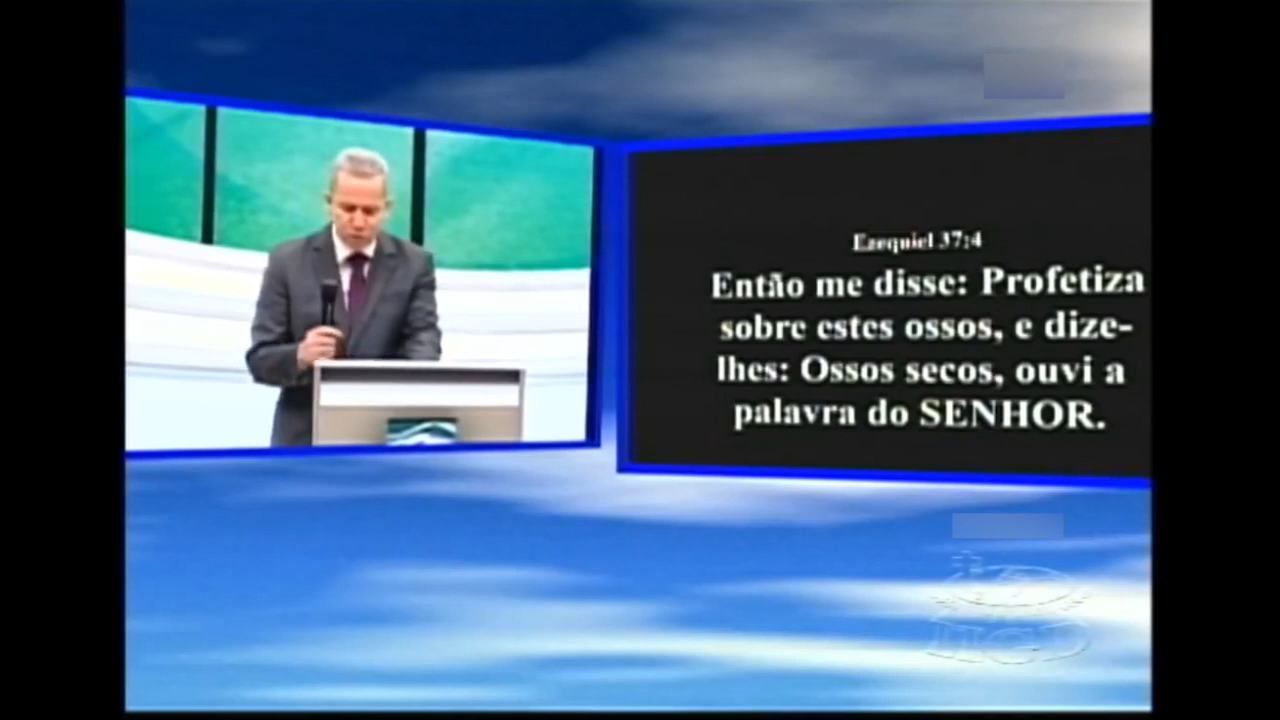 Ezequiel 37:4
Então me disse: Profetiza
sobre estes ossos, e dize-
lhes: Ossos secos, ouvi a
palavra do SENHOR.